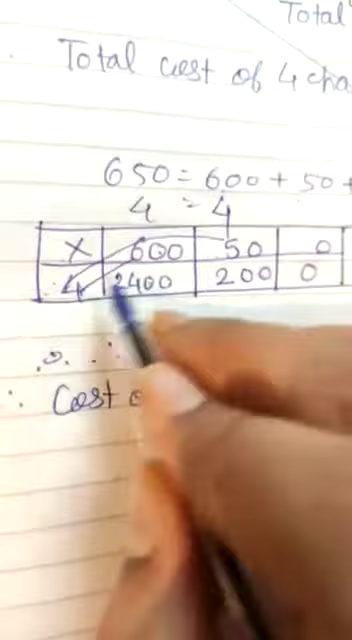 Total
Total cost of 4 cha
650 = 600 + 50 +
4 = 4
X 600 50 0
4 2400 200 0
∴
∴ Cost